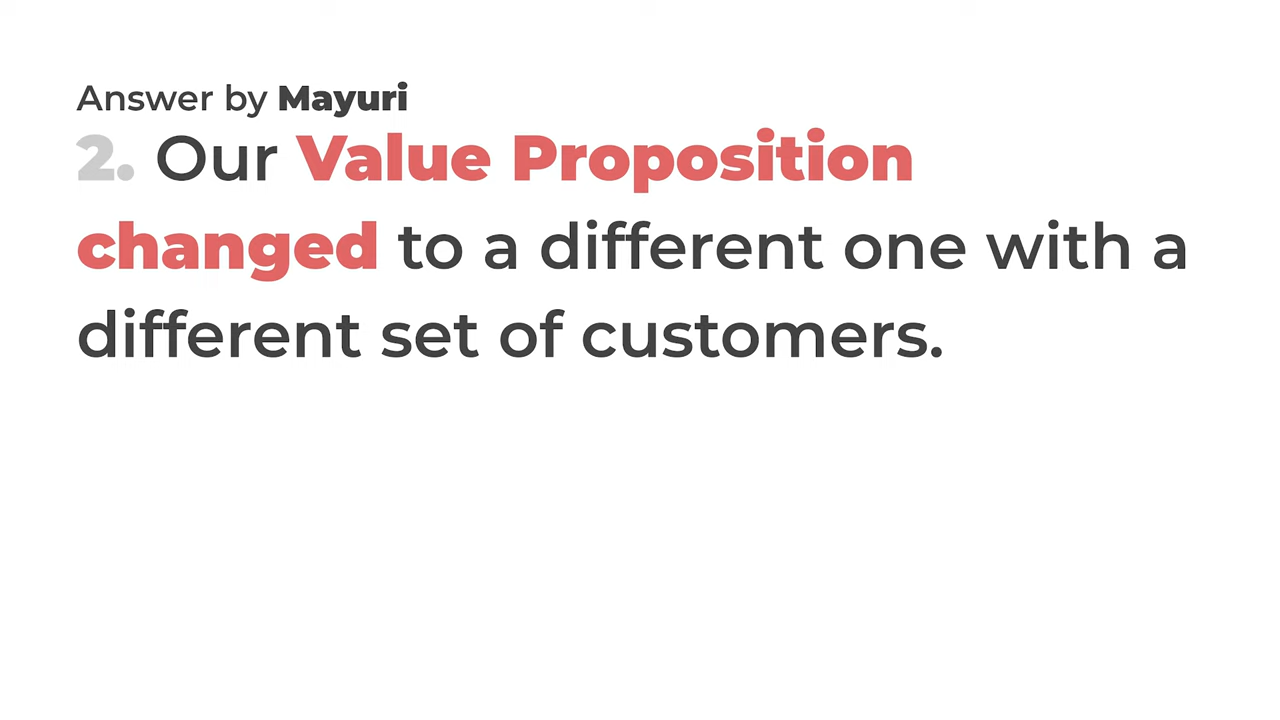 Answer by Mayuri
2. Our Value Proposition
changed to a different one with a
different set of customers.